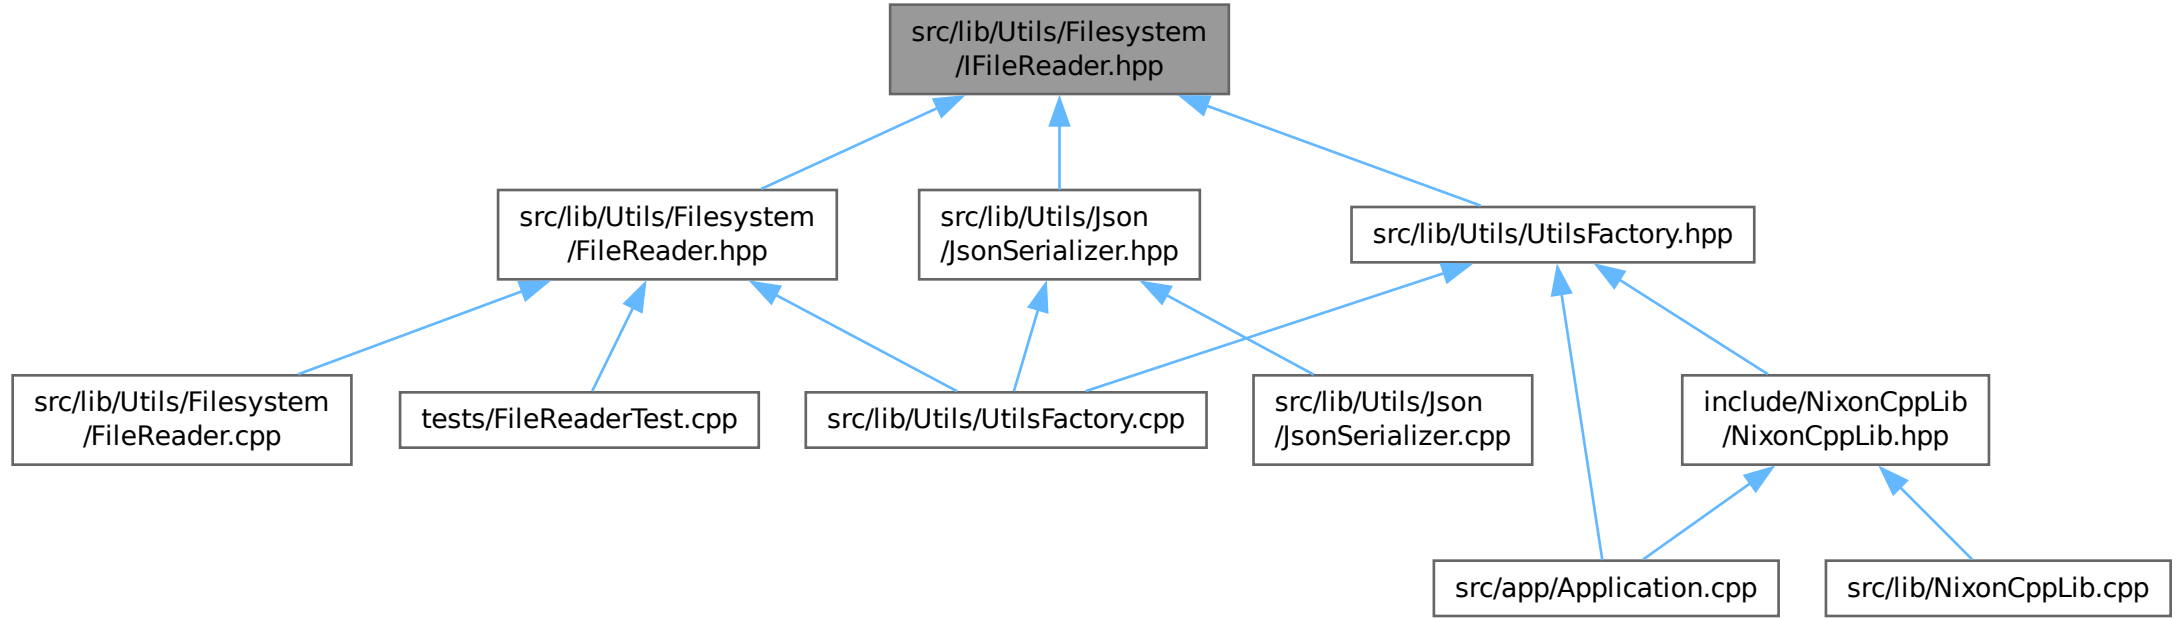 src/lib/Utils/Filesystem
/IFileReader.hpp
src/lib/Utils/Filesystem
/FileReader.hpp
src/lib/Utils/Json
/JsonSerializer.hpp
src/lib/Utils/UtilsFactory.hpp
src/lib/Utils/Filesystem
/FileReader.cpp
tests/FileReaderTest.cpp
src/lib/Utils/UtilsFactory.cpp
src/lib/Utils/Json
/JsonSerializer.cpp
include/NixonCppLib
/NixonCppLib.hpp
src/app/Application.cpp
src/lib/NixonCppLib.cpp